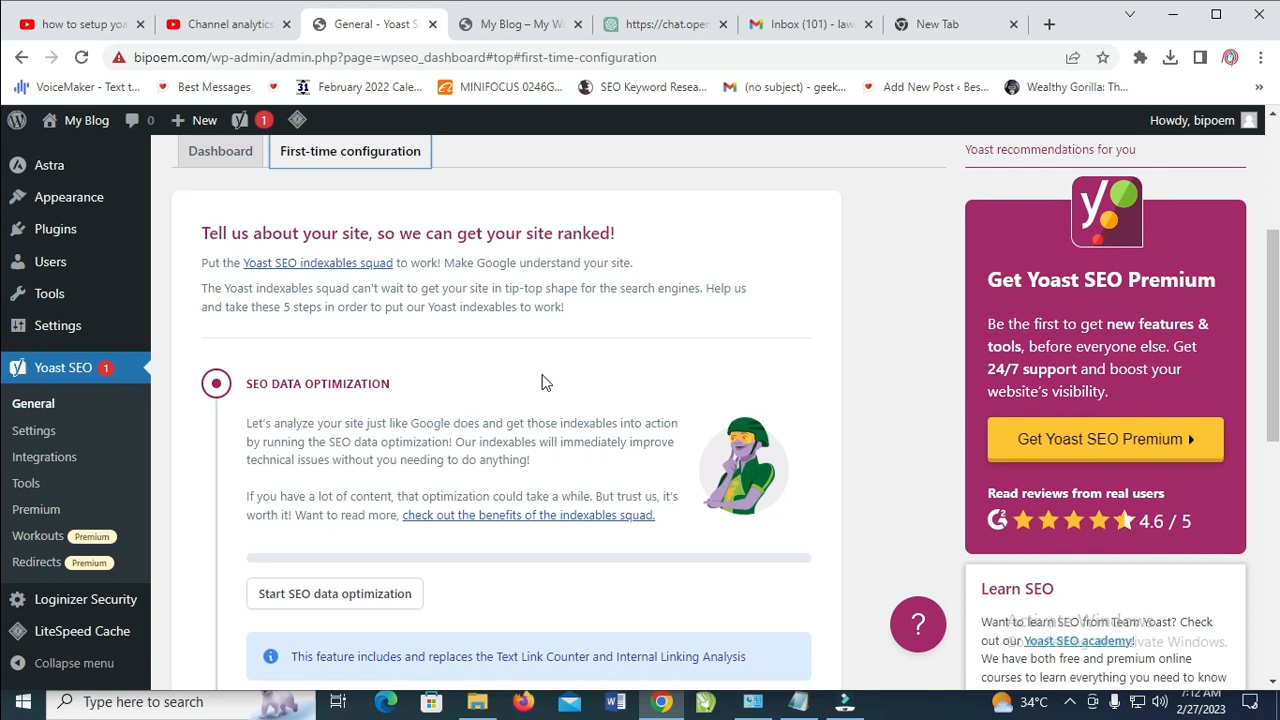 how to setup yo
Channel analytics
General - Yoast S
My Blog — My Wo
https://chat.open
Inbox (101) - law
New Tab
bipoem.com/wp-admin/admin.php?page=wpseo_dashboard#top#first-time-configuration
VoiceMaker - Text t...
Best Messages
February 2022 Cale...
MINIFOCUS 0246G...
SEO Keyword Resea...
(no subject) - geek...
Add New Post ‹ Bes...
Wealthy Gorilla: Th...
»
My Blog
0
New
1
Howdy, bipoem
Astra
Appearance
Plugins
Users
Tools
Settings
Yoast SEO 1
General
Settings
Integrations
Tools
Premium
Workouts Premium
Redirects Premium
Loginizer Security
LiteSpeed Cache
Collapse menu
Dashboard
First-time configuration
Tell us about your site, so we can get your site ranked!
Put the Yoast SEO indexables squad to work! Make Google understand your site.
The Yoast indexables squad can't wait to get your site in tip-top shape for the search engines. Help us
and take these 5 steps in order to put our Yoast indexables to work!
SEO DATA OPTIMIZATION
Let's analyze your site just like Google does and get those indexables into action
by running the SEO data optimization! Our indexables will immediately improve
technical issues without you needing to do anything!
If you have a lot of content, that optimization could take a while. But trust us, it's
worth it! Want to read more, check out the benefits of the indexables squad.
Start SEO data optimization
This feature includes and replaces the Text Link Counter and Internal Linking Analysis
Yoast recommendations for you
Get Yoast SEO Premium
Be the first to get new features &
tools, before everyone else. Get
24/7 support and boost your
website's visibility.
Get Yoast SEO Premium
Read reviews from real users
4.6 / 5
?
Learn SEO
Want to learn SEO from Team Yoast? Check
out our Yoast SEO academy!
We have both free and premium online
courses to learn everything you need to know
Activate Windows
Activate Windows.
Type here to search
34°C
7:12 AM
2/27/2023